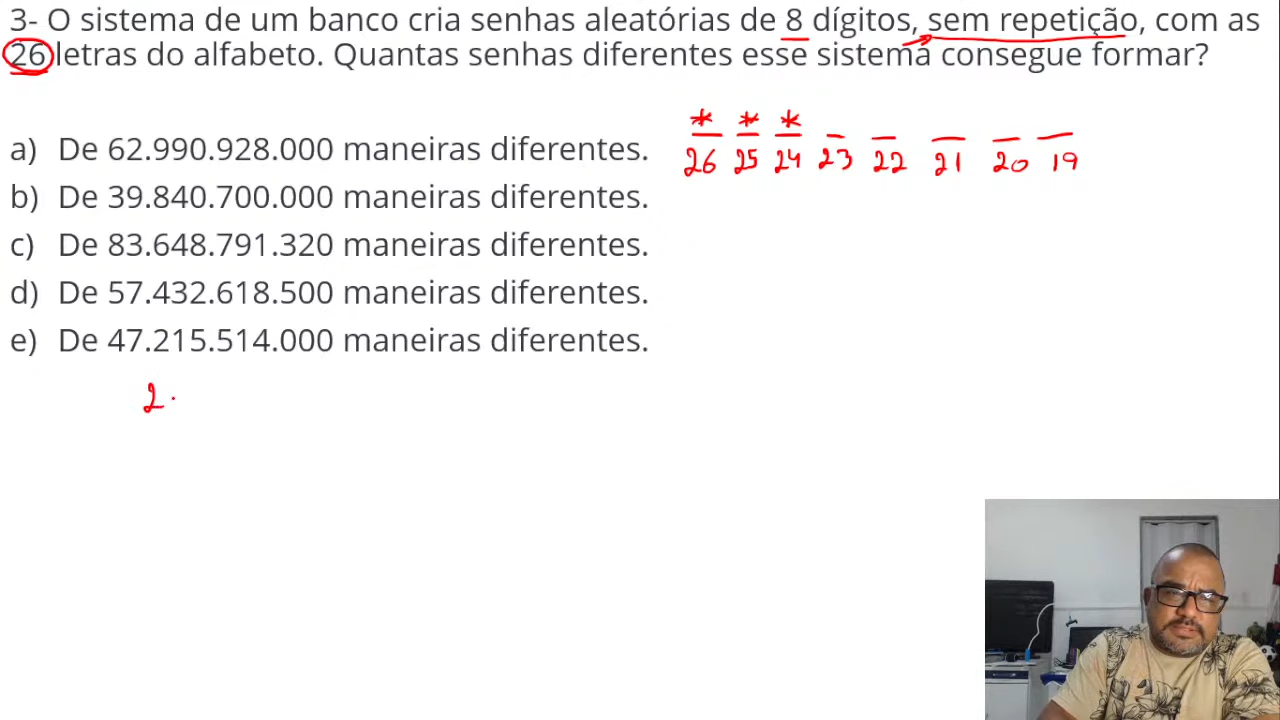 3- O sistema de um banco cria senhas aleatórias de 8 dígitos, sem repetição, com as
26 letras do alfabeto. Quantas senhas diferentes esse sistema consegue formar?
* * *
26 25 24 23 22 21 20 19
a) De 62.990.928.000 maneiras diferentes.
b) De 39.840.700.000 maneiras diferentes.
c) De 83.648.791.320 maneiras diferentes.
d) De 57.432.618.500 maneiras diferentes.
e) De 47.215.514.000 maneiras diferentes.
2.